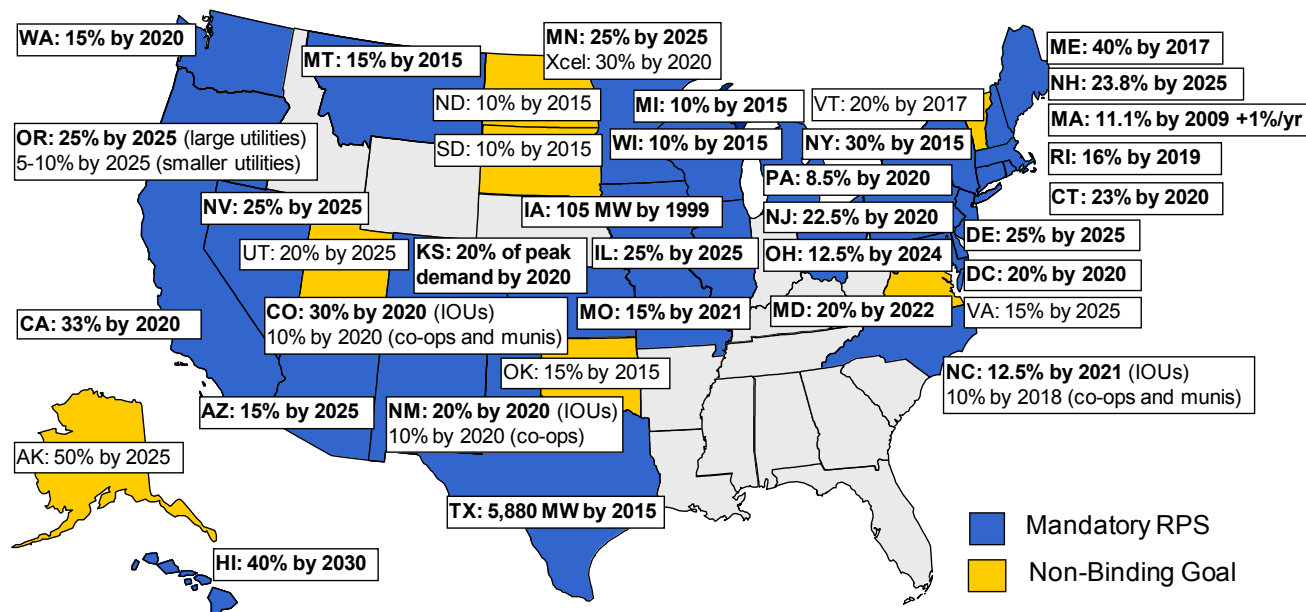 WA: 15% by 2020
MT: 15% by 2015
MN: 25% by 2025
Xcel: 30% by 2020
ME: 40% by 2017
NH: 23.8% by 2025
ND: 10% by 2015
MI: 10% by 2015
VT: 20% by 2017
MA: 11.1% by 2009 +1%/yr
OR: 25% by 2025 (large utilities)
5-10% by 2025 (smaller utilities)
SD: 10% by 2015
WI: 10% by 2015
NY: 30% by 2015
RI: 16% by 2019
PA: 8.5% by 2020
CT: 23% by 2020
NV: 25% by 2025
IA: 105 MW by 1999
NJ: 22.5% by 2020
DE: 25% by 2025
UT: 20% by 2025
KS: 20% of peak
demand by 2020
IL: 25% by 2025
OH: 12.5% by 2024
DC: 20% by 2020
CA: 33% by 2020
CO: 30% by 2020 (IOUs)
10% by 2020 (co-ops and munis)
MO: 15% by 2021
MD: 20% by 2022
VA: 15% by 2025
OK: 15% by 2015
NC: 12.5% by 2021 (IOUs)
10% by 2018 (co-ops and munis)
AZ: 15% by 2025
NM: 20% by 2020 (IOUs)
10% by 2020 (co-ops)
AK: 50% by 2025
TX: 5,880 MW by 2015
Mandatory RPS
HI: 40% by 2030
Non-Binding Goal